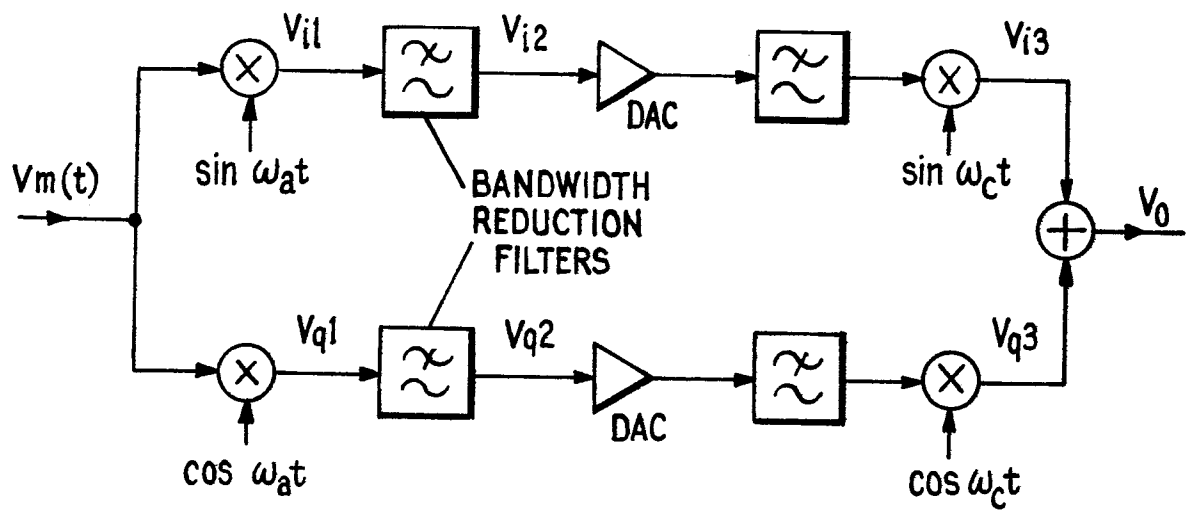 Vi1
Vi2
Vi3
DAC
sin ωat
sin ωct
Vm(t)
BANDWIDTH
REDUCTION
FILTERS
V0
Vq1
Vq2
Vq3
DAC
cos ωat
cos ωct